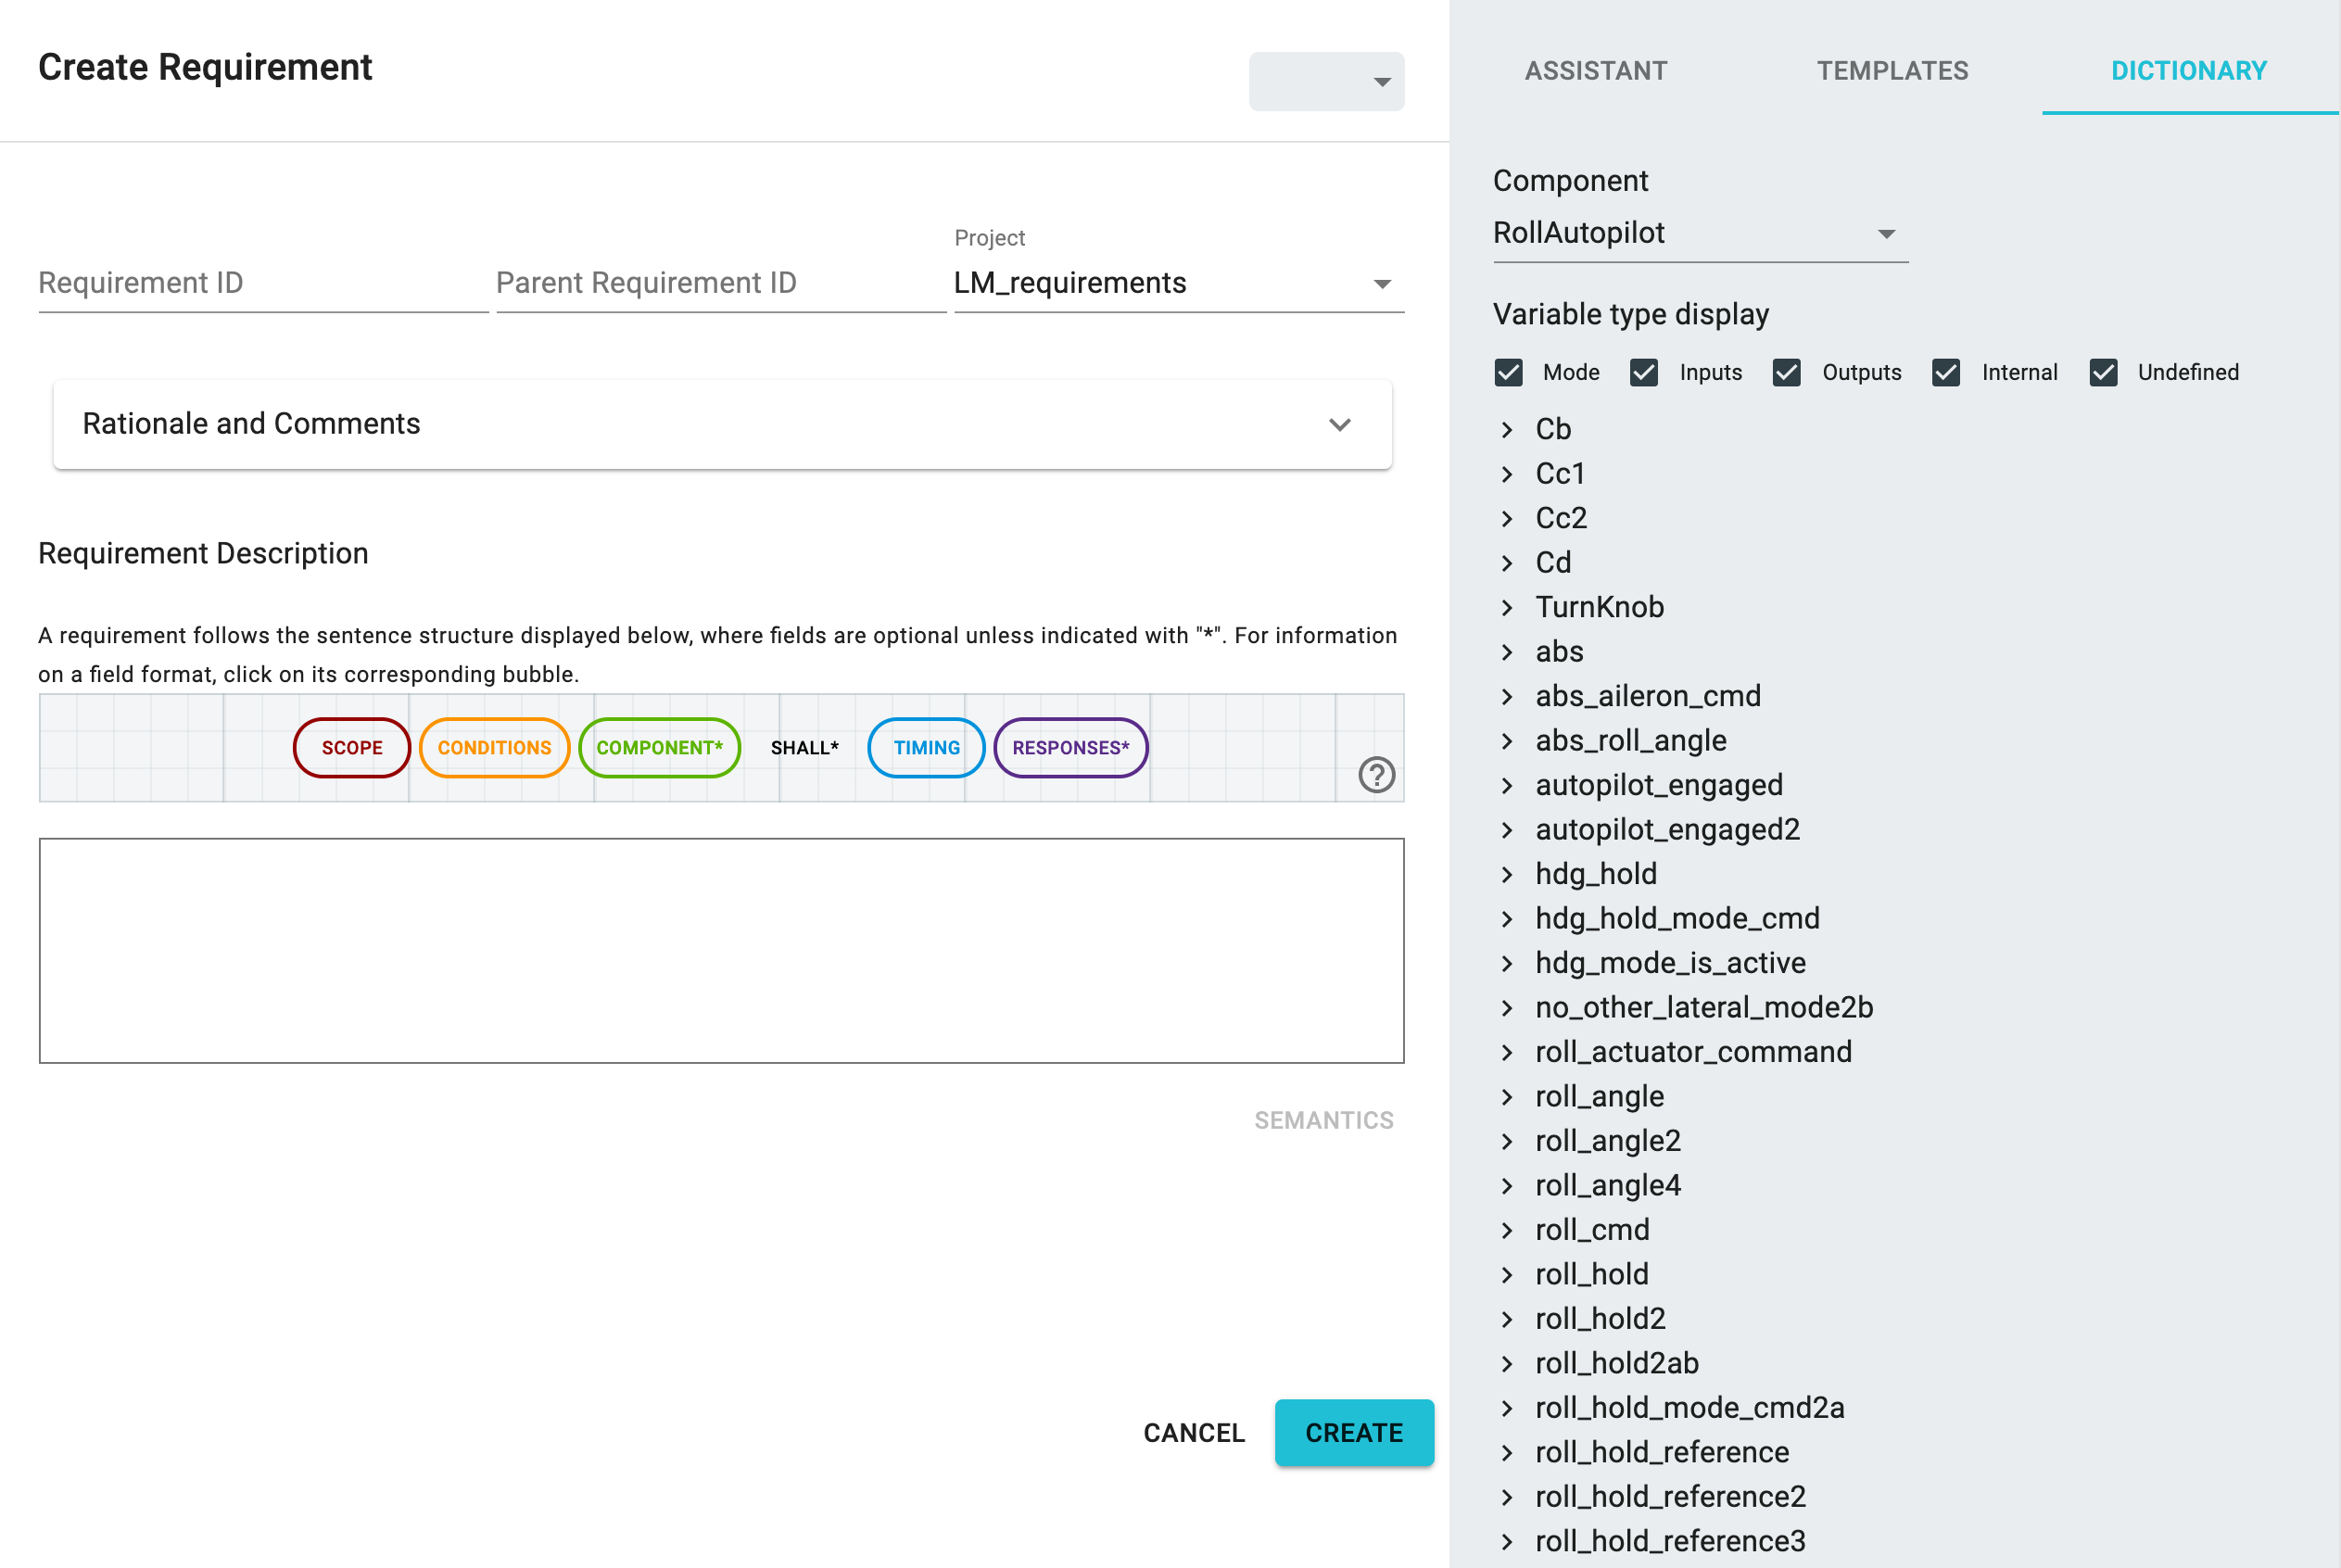 Create Requirement
Requirement ID
Parent Requirement ID
Project
LM_requirements
Rationale and Comments
Requirement Description
A requirement follows the sentence structure displayed below, where fields are optional unless indicated with "*". For information
on a field format, click on its corresponding bubble.
SCOPE CONDITIONS COMPONENT* SHALL* TIMING RESPONSES*
?
SEMANTICS
CANCEL CREATE
ASSISTANT TEMPLATES DICTIONARY
Component
RollAutopilot
Variable type display
Mode Inputs Outputs Internal Undefined
Cb
Cc1
Cc2
Cd
TurnKnob
abs
abs_aileron_cmd
abs_roll_angle
autopilot_engaged
autopilot_engaged2
hdg_hold
hdg_hold_mode_cmd
hdg_mode_is_active
no_other_lateral_mode2b
roll_actuator_command
roll_angle
roll_angle2
roll_angle4
roll_cmd
roll_hold
roll_hold2
roll_hold2ab
roll_hold_mode_cmd2a
roll_hold_reference
roll_hold_reference2
roll_hold_reference3